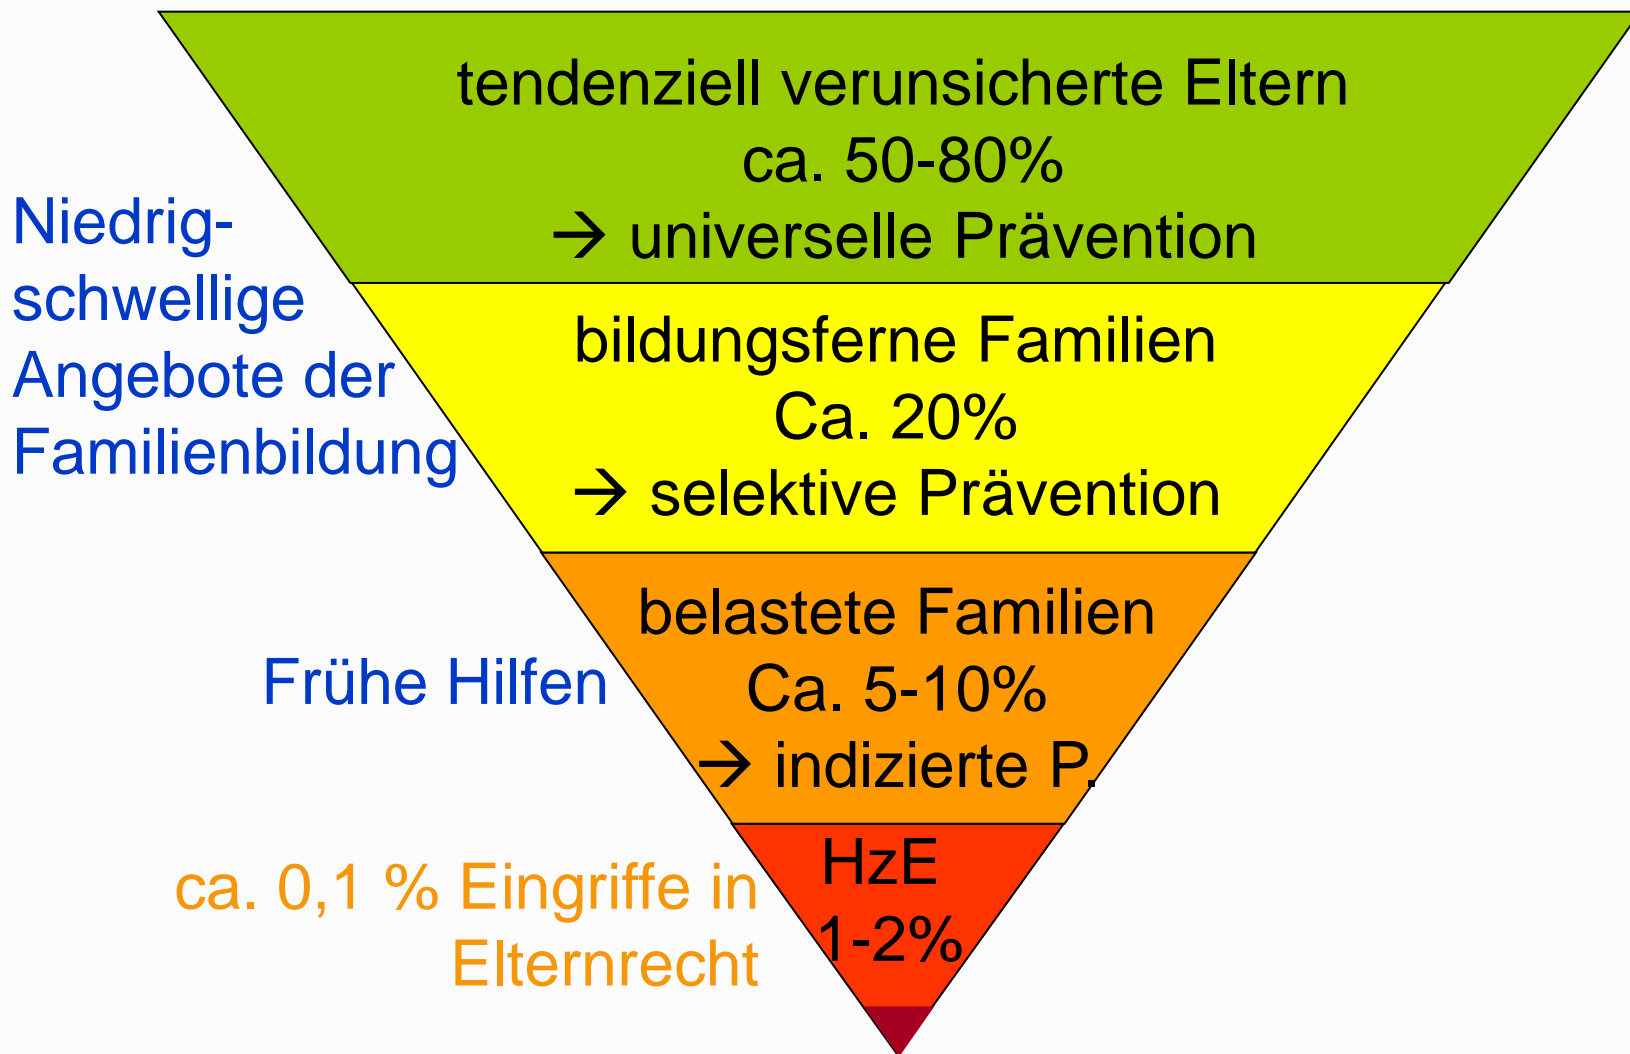 tendenziell verunsicherte Eltern
ca. 50-80%
→ universelle Prävention
Niedrig-
schwellige
Angebote der
Familienbildung
bildungsferne Familien
Ca. 20%
→ selektive Prävention
belastete Familien
Ca. 5-10%
→ indizierte P.
Frühe Hilfen
HzE
1-2%
ca. 0,1 % Eingriffe in
Elternrecht